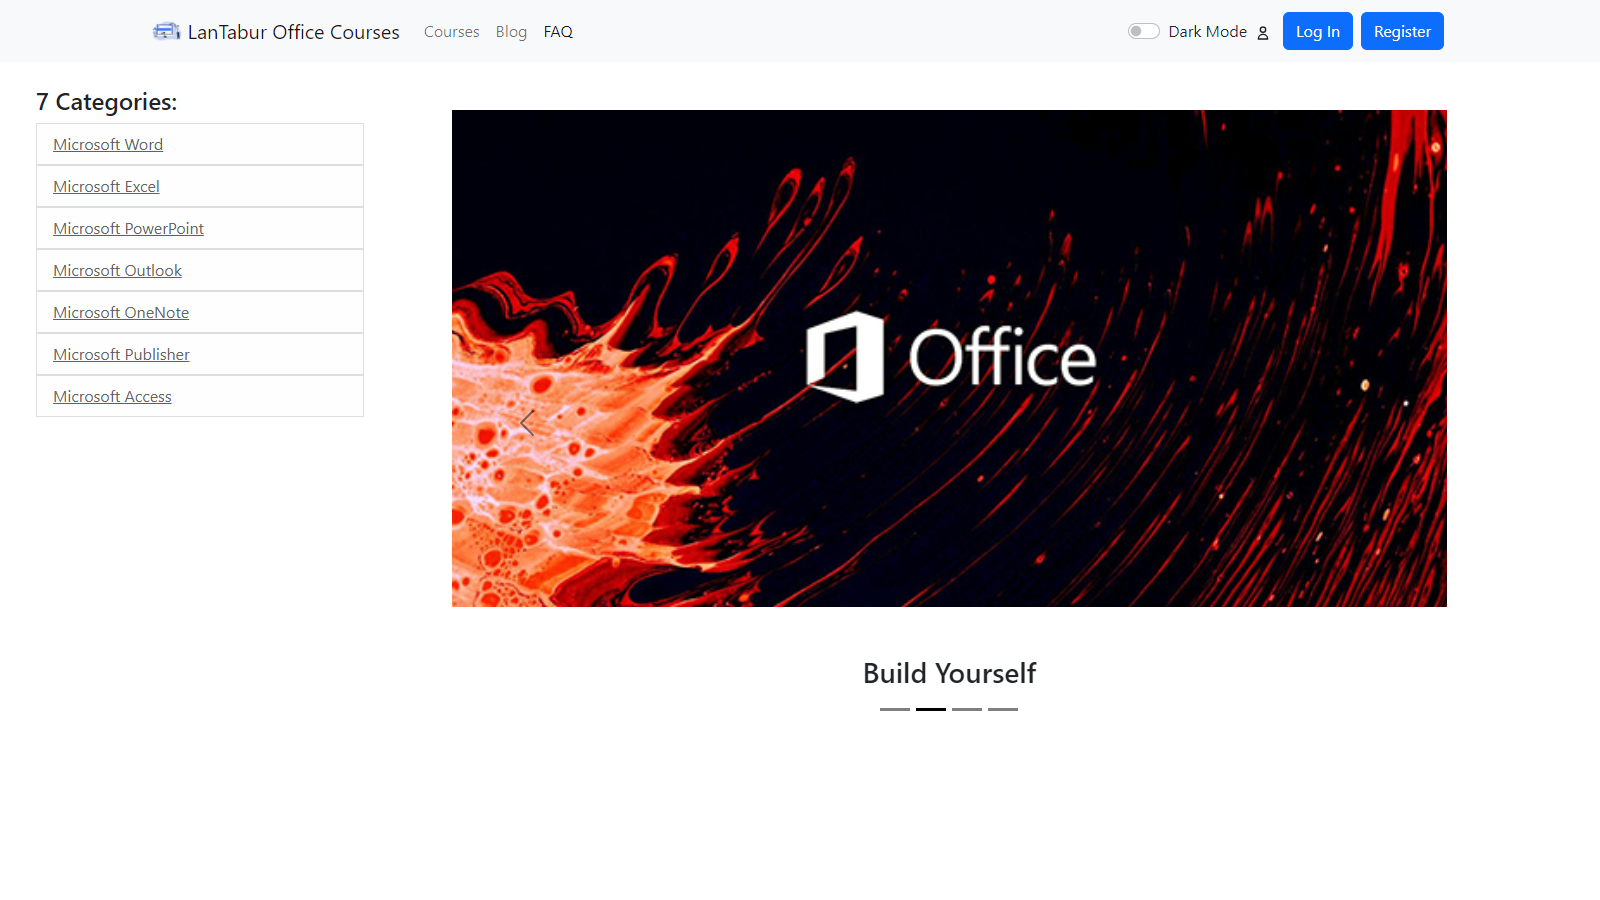 LanTabur Office Courses
Courses
Blog
FAQ
Dark Mode
Log In
Register
7 Categories:
Microsoft Word
Microsoft Excel
Microsoft PowerPoint
Microsoft Outlook
Microsoft OneNote
Microsoft Publisher
Microsoft Access
Office
Build Yourself